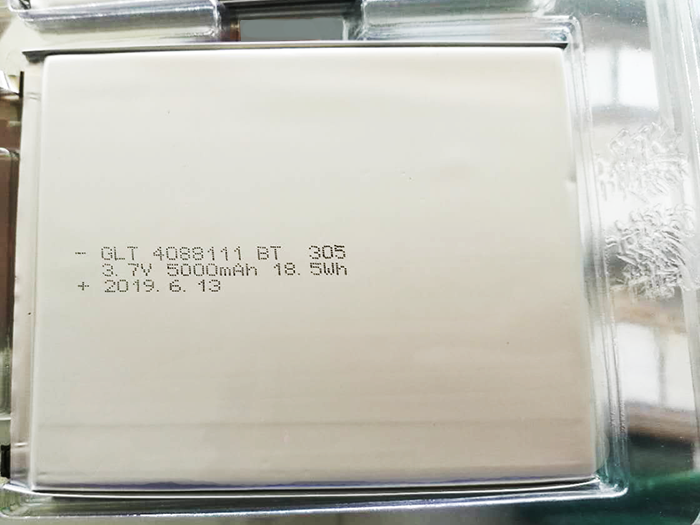 - GLT 4088111 BT 305
3.7V 5000mAh 18.5Wh
+ 2019.6.13